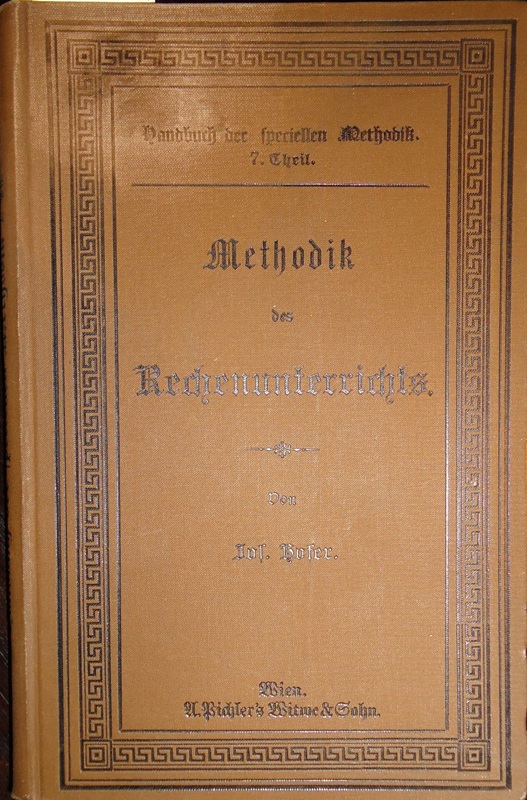 Handbuch der speciellen Methodik.
7. Theil.
Methodik
des
Rechenunterrichts.
Von
Jos. Hofer.
Wien.
A. Pichler's Witwe & Sohn.